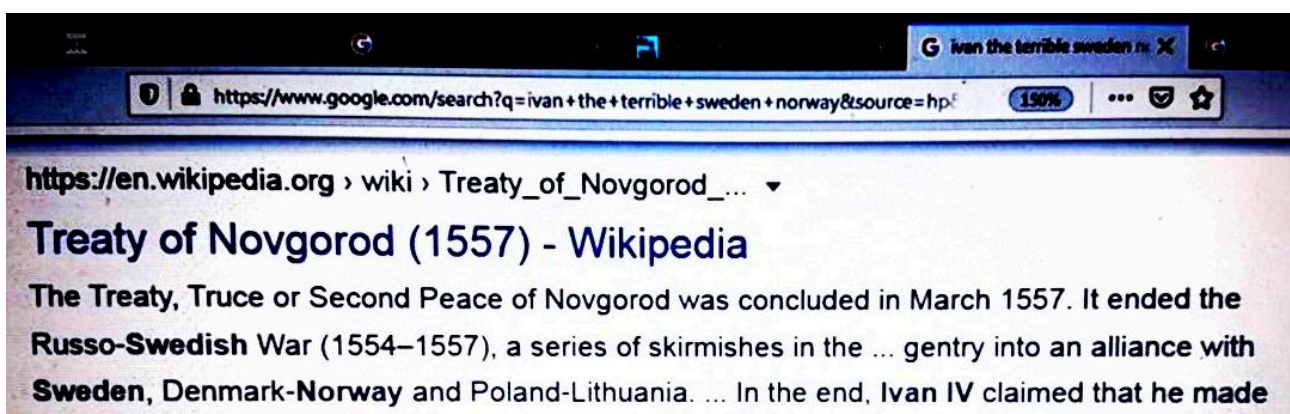 ivan the terrible sweden
https://www.google.com/search?q=ivan+the+terrible+sweden+norway&source=hp
150%
https://en.wikipedia.org › wiki › Treaty_of_Novgorod_...
Treaty of Novgorod (1557) - Wikipedia
The Treaty, Truce or Second Peace of Novgorod was concluded in March 1557. It ended the
Russo-Swedish War (1554–1557), a series of skirmishes in the ... gentry into an alliance with
Sweden, Denmark-Norway and Poland-Lithuania. ... In the end, Ivan IV claimed that he made